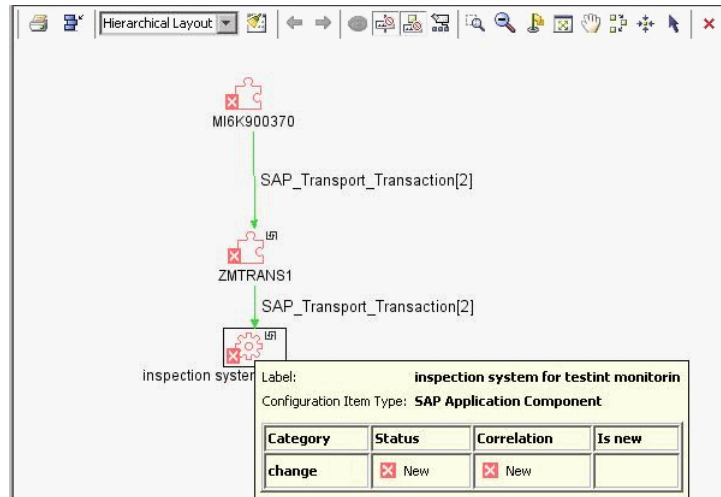 Hierarchical Layout
MI6K900370
SAP_Transport_Transaction[2]
ZMTRANS1
SAP_Transport_Transaction[2]
inspection system
Label: inspection system for testint monitorin
Configuration Item Type: SAP Application Component
Category Status Correlation Is new
change New New